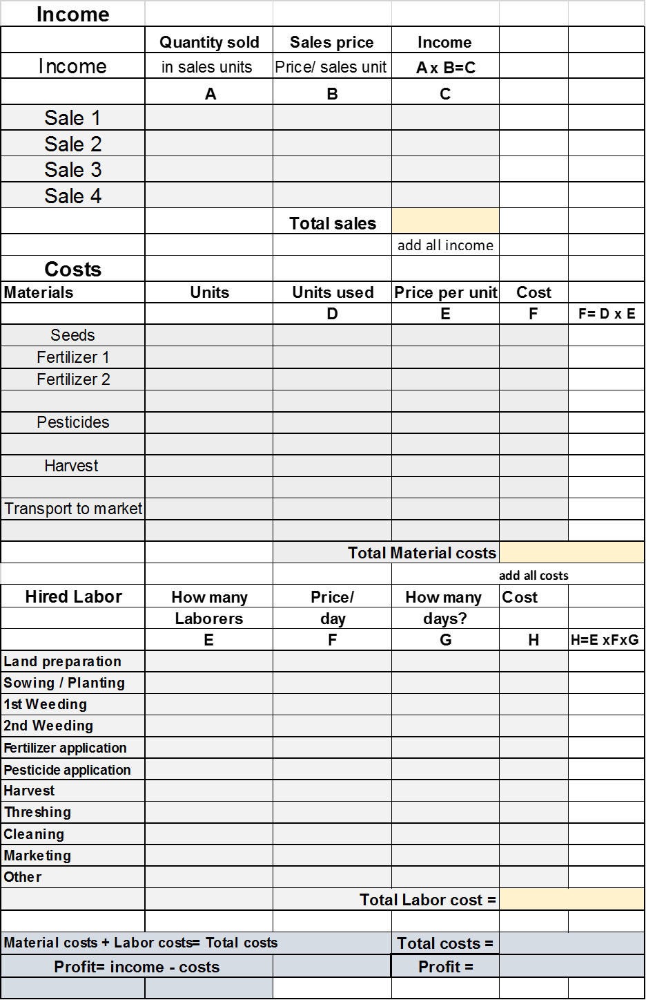 Income
Quantity sold Sales price Income
Income in sales units Price/ sales unit A x B=C
A B C
Sale 1
Sale 2
Sale 3
Sale 4
Total sales
add all income
Costs
Materials Units Units used Price per unit Cost
D E F F= D x E
Seeds
Fertilizer 1
Fertilizer 2
Pesticides
Harvest
Transport to market
Total Material costs
add all costs
Hired Labor How many Price/ How many Cost
Laborers day days?
E F G H H=E xFxG
Land preparation
Sowing / Planting
1st Weeding
2nd Weeding
Fertilizer application
Pesticide application
Harvest
Threshing
Cleaning
Marketing
Other
Total Labor cost =
Material costs + Labor costs= Total costs Total costs =
Profit= income - costs Profit =